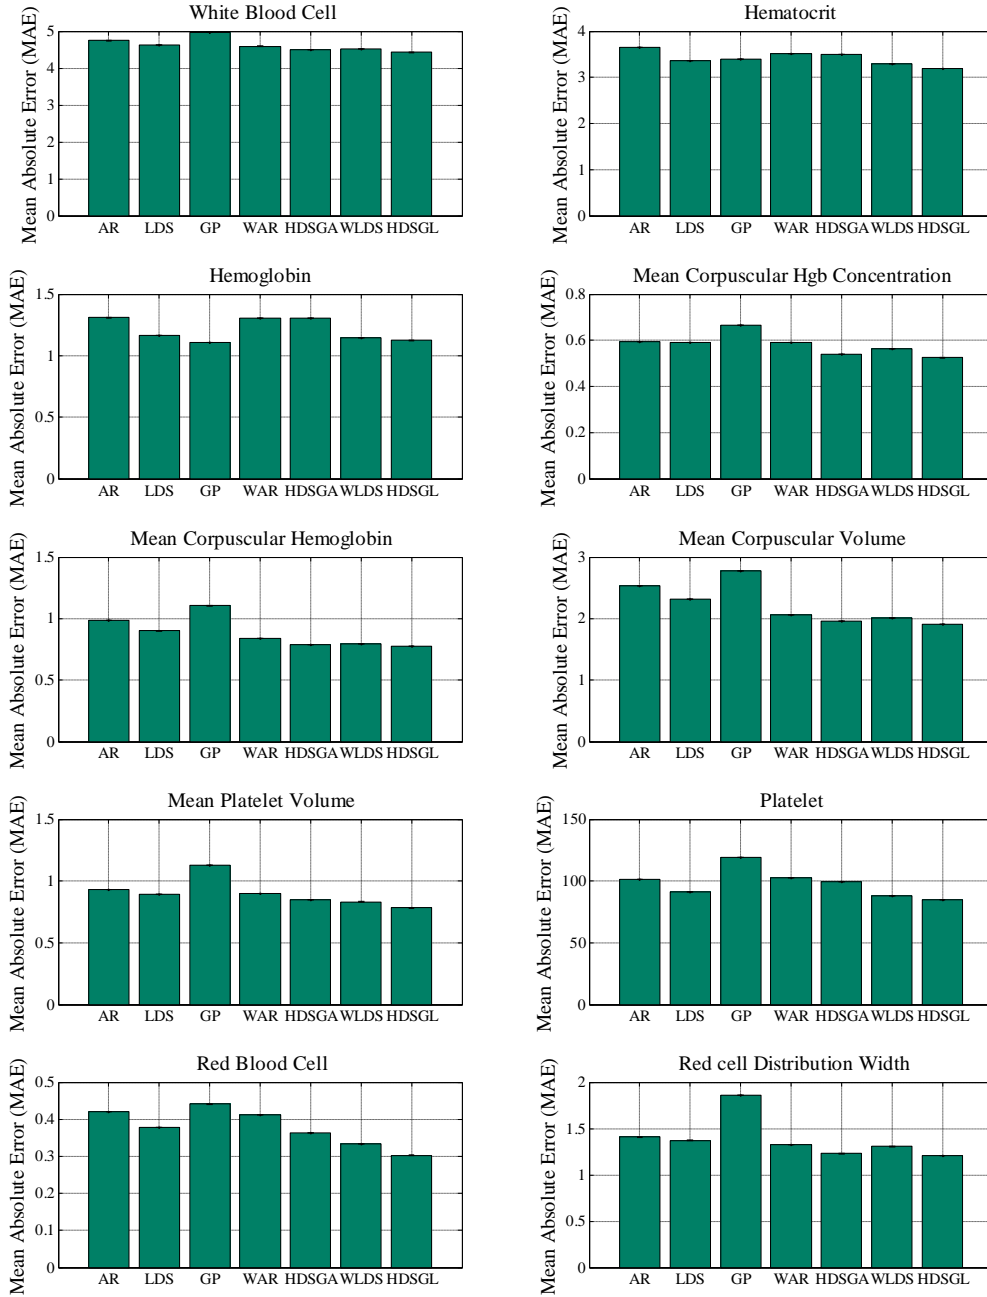 White Blood Cell
Mean Absolute Error (MAE)
5
4
3
2
1
0
AR LDS GP WAR HDSGA WLDS HDSGL
Hematocrit
Mean Absolute Error (MAE)
4
3
2
1
0
AR LDS GP WAR HDSGA WLDS HDSGL
Hemoglobin
Mean Absolute Error (MAE)
1.5
1
0.5
0
AR LDS GP WAR HDSGA WLDS HDSGL
Mean Corpuscular Hgb Concentration
Mean Absolute Error (MAE)
0.8
0.6
0.4
0.2
0
AR LDS GP WAR HDSGA WLDS HDSGL
Mean Corpuscular Hemoglobin
Mean Absolute Error (MAE)
1.5
1
0.5
0
AR LDS GP WAR HDSGA WLDS HDSGL
Mean Corpuscular Volume
Mean Absolute Error (MAE)
3
2
1
0
AR LDS GP WAR HDSGA WLDS HDSGL
Mean Platelet Volume
Mean Absolute Error (MAE)
1.5
1
0.5
0
AR LDS GP WAR HDSGA WLDS HDSGL
Platelet
Mean Absolute Error (MAE)
150
100
50
0
AR LDS GP WAR HDSGA WLDS HDSGL
Red Blood Cell
Mean Absolute Error (MAE)
0.5
0.4
0.3
0.2
0.1
0
AR LDS GP WAR HDSGA WLDS HDSGL
Red cell Distribution Width
Mean Absolute Error (MAE)
2
1.5
1
0.5
0
AR LDS GP WAR HDSGA WLDS HDSGL